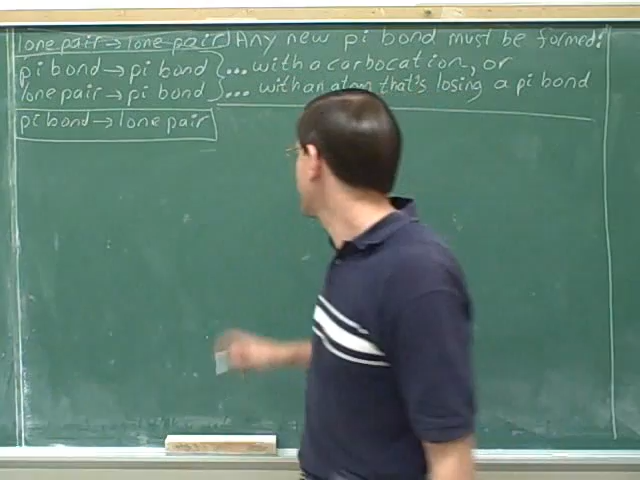 lone pair → lone pair
pi bond → pi bond
lone pair → pi bond
pi bond → lone pair
Any new pi bond must be formed:
... with a carbocation, or
... with an atom that's losing a pi bond